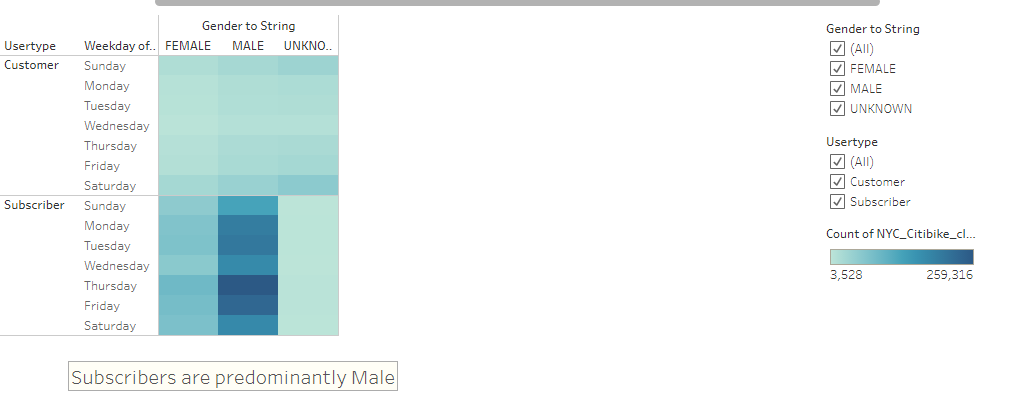 Gender to String
Usertype Weekday of.. FEMALE MALE UNKNO..
Customer Sunday
Monday
Tuesday
Wednesday
Thursday
Friday
Saturday
Subscriber Sunday
Monday
Tuesday
Wednesday
Thursday
Friday
Saturday
Subscribers are predominantly Male
Gender to String
(All)
FEMALE
MALE
UNKNOWN
Usertype
(All)
Customer
Subscriber
Count of NYC_Citibike_cl...
3,528 259,316